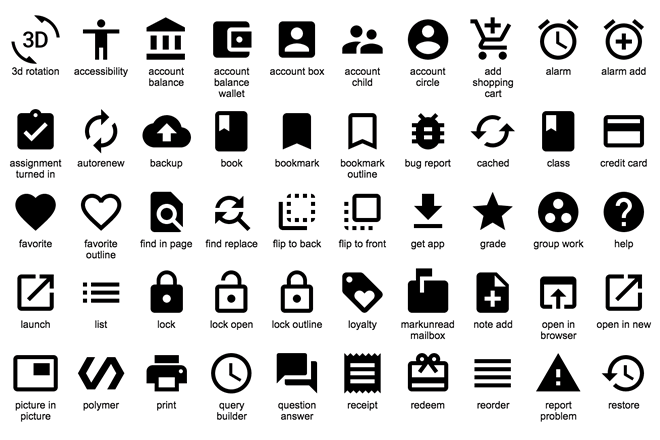 3D
3d rotation
accessibility
account
balance
account
balance
wallet
account box
account
child
account
circle
add
shopping
cart
alarm
alarm add
assignment
turned in
autorenew
backup
book
bookmark
bookmark
outline
bug report
cached
class
credit card
favorite
favorite
outline
find in page
find replace
flip to back
flip to front
get app
grade
group work
?
help
launch
list
lock
lock open
lock outline
loyalty
markunread
mailbox
note add
open in
browser
open in new
picture in
picture
polymer
print
query
builder
question
answer
receipt
redeem
reorder
report
problem
restore